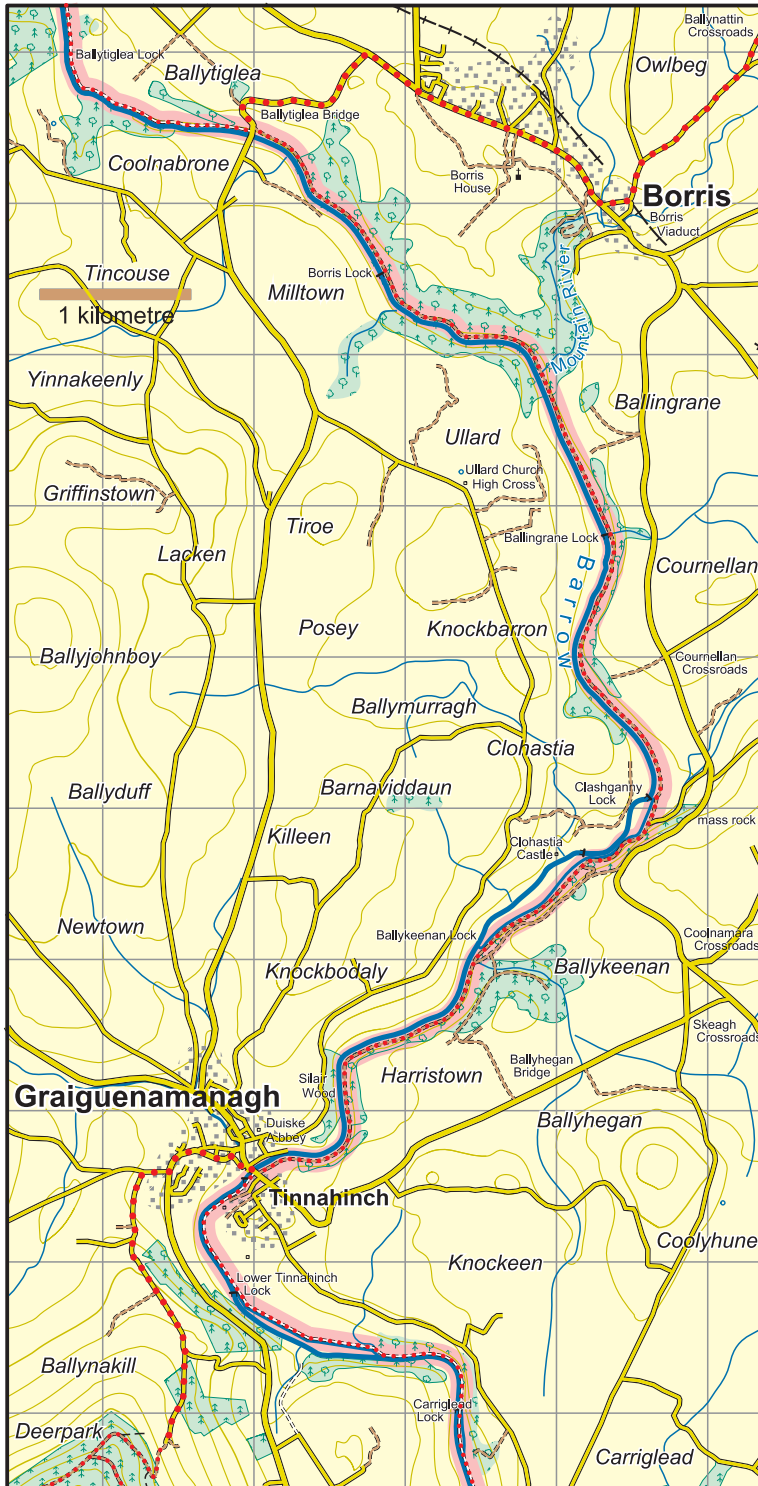 Ballynattin
Crossroads
Ballytiglea Lock
Ballytiglea
Owlbeg
Ballytiglea Bridge
Coolnabrone
Borris
House
Borris
Borris
Viaduct
Tincouse
Borris Lock
Milltown
1 kilometre
Mountain River
Yinnakeenly
Ballingrane
Ullard
Ullard Church
High Cross
Griffinstown
Tiroe
Lacken
Ballingrane Lock
Barrow
Cournellan
Posey
Knockbarron
Ballyjohnboy
Cournellan
Crossroads
Ballymurragh
Clohastia
Ballyduff
Barnaviddaun
Clashganny
Lock
mass rock
Killeen
Clohastia
Castle
Newtown
Ballykeenan Lock
Coolnamara
Crossroads
Knockbodaly
Ballykeenan
Skeagh
Crossroads
Silair
Wood
Harristown
Ballyhegan
Bridge
Graiguenamanagh
Duiske
Abbey
Ballyhegan
Tinnahinch
Coolyhune
Knockeen
Lower Tinnahinch
Lock
Ballynakill
Carriglead
Lock
Deerpark
Carriglead